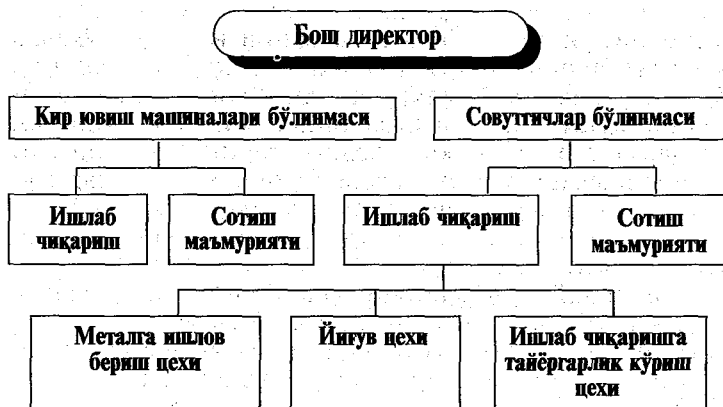 Бош директор
Кир ювиш машиналари бўлинмаси
Совутгичлар бўлинмаси
Ишлаб
чиқариш
Сотиш
маъмурияти
Ишлаб чиқариш
Сотиш
маъмурияти
Металга ишлов
бериш цехи
Йиғув цехи
Ишлаб чиқаришга
тайёргарлик кўриш
цехи